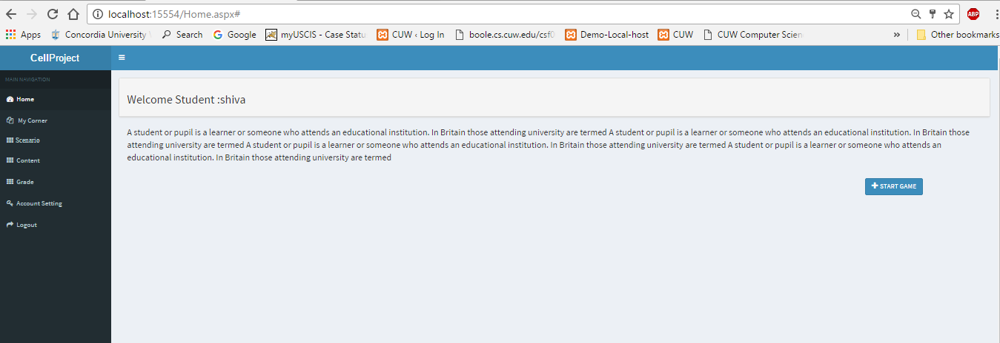 localhost:15554/Home.aspx#
ABP
Apps Concordia University Search Google myUSCIS - Case Statu CUW ‹ Log In boole.cs.cuw.edu/csf0 Demo-Local-host CUW CUW Computer Scien » Other bookmarks
CellProject
MAIN NAVIGATION
Home
My Corner
Scenario
Content
Grade
Account Setting
Logout
Welcome Student :shiva
A student or pupil is a learner or someone who attends an educational institution. In Britain those attending university are termed A student or pupil is a learner or someone who attends an educational institution. In Britain those
attending university are termed A student or pupil is a learner or someone who attends an educational institution. In Britain those attending university are termed A student or pupil is a learner or someone who attends an
educational institution. In Britain those attending university are termed
START GAME